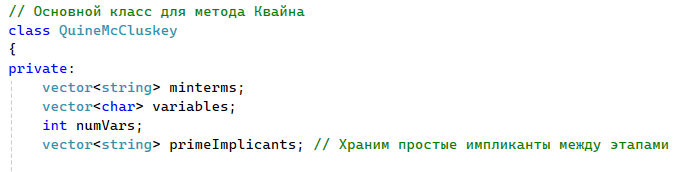 // Основной класс для метода Квайна
class QuineMcCluskey
{
private:
    vector<string> minterms;
    vector<char> variables;
    int numVars;
    vector<string> primeImplicants; // Храним простые импликанты между этапами